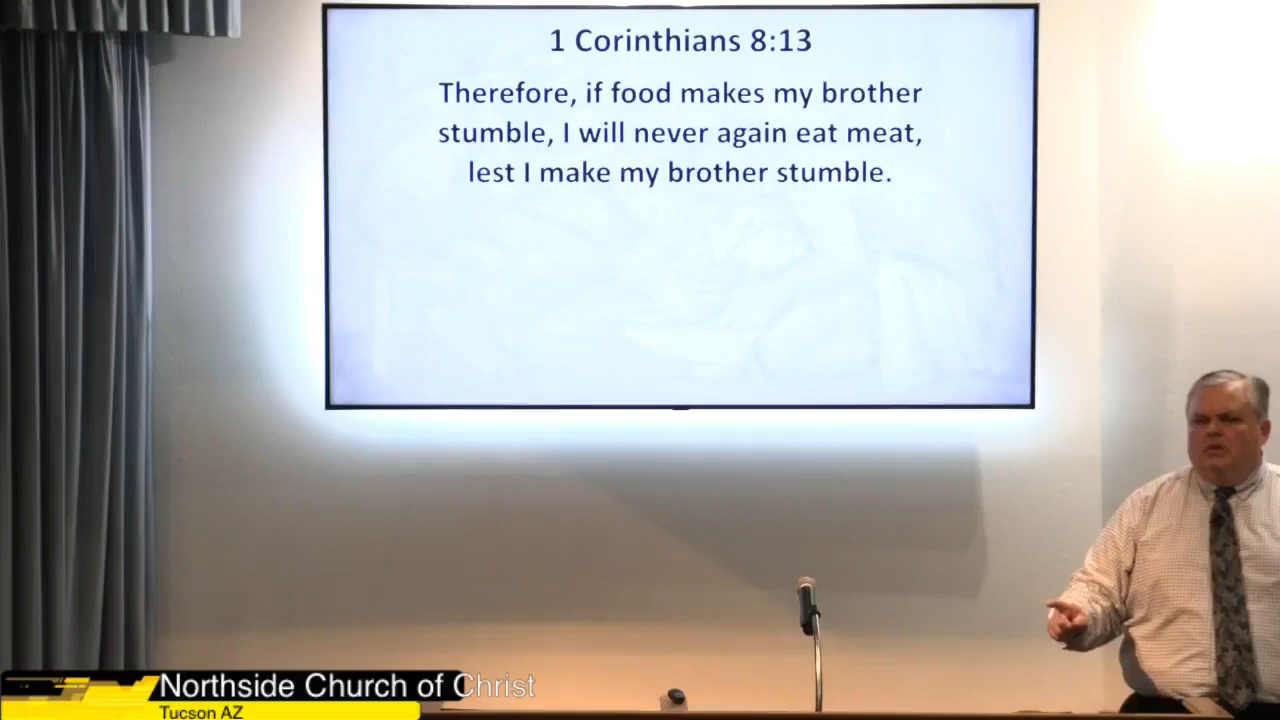 1 Corinthians 8:13
Therefore, if food makes my brother
stumble, I will never again eat meat,
lest I make my brother stumble.
Northside Church of Christ
Tucson AZ